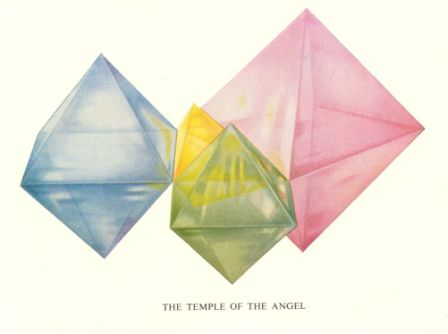 THE TEMPLE OF THE ANGEL